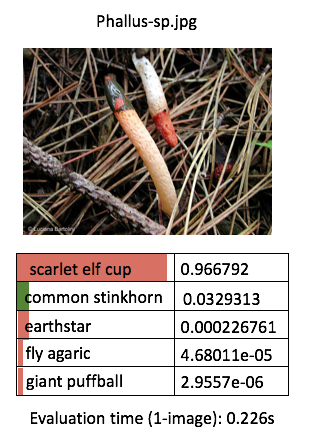 Phallus-sp.jpg
© Luciana Bartoley
scarlet elf cup 0.966792
common stinkhorn 0.0329313
earthstar 0.000226761
fly agaric 4.68011e-05
giant puffball 2.9557e-06
Evaluation time (1-image): 0.226s